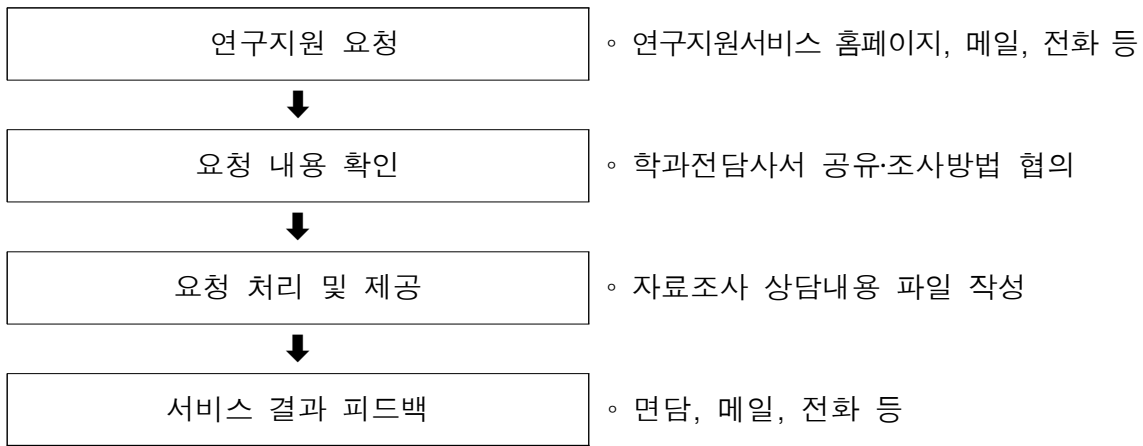 연구지원 요청
◦ 연구지원서비스 홈페이지, 메일, 전화 등
요청 내용 확인
◦ 학과전담사서 공유·조사방법 협의
요청 처리 및 제공
◦ 자료조사 상담내용 파일 작성
서비스 결과 피드백
◦ 면담, 메일, 전화 등